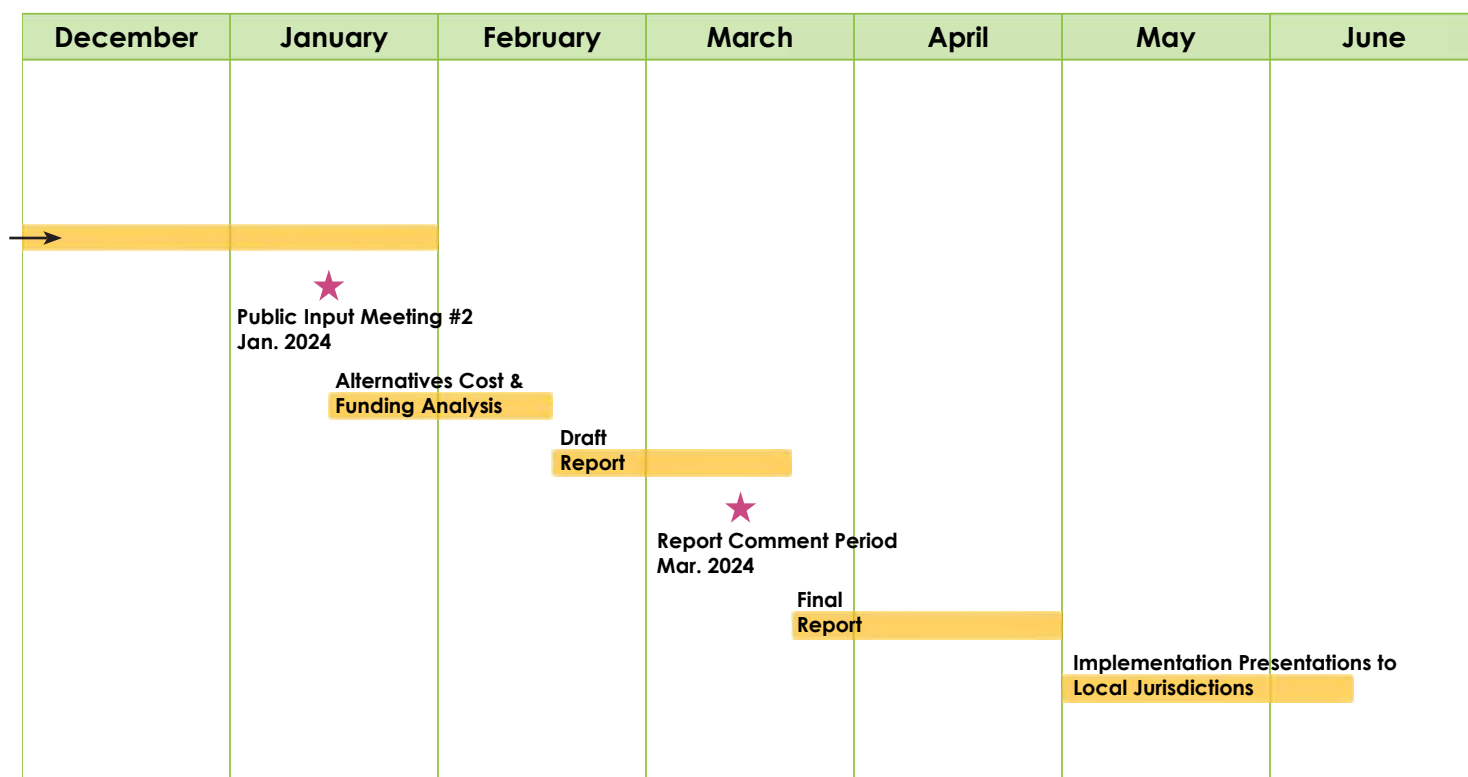 December January February March April May June
Public Input Meeting #2
Jan. 2024
Alternatives Cost &
Funding Analysis
Draft
Report
Report Comment Period
Mar. 2024
Final
Report
Implementation Presentations to
Local Jurisdictions